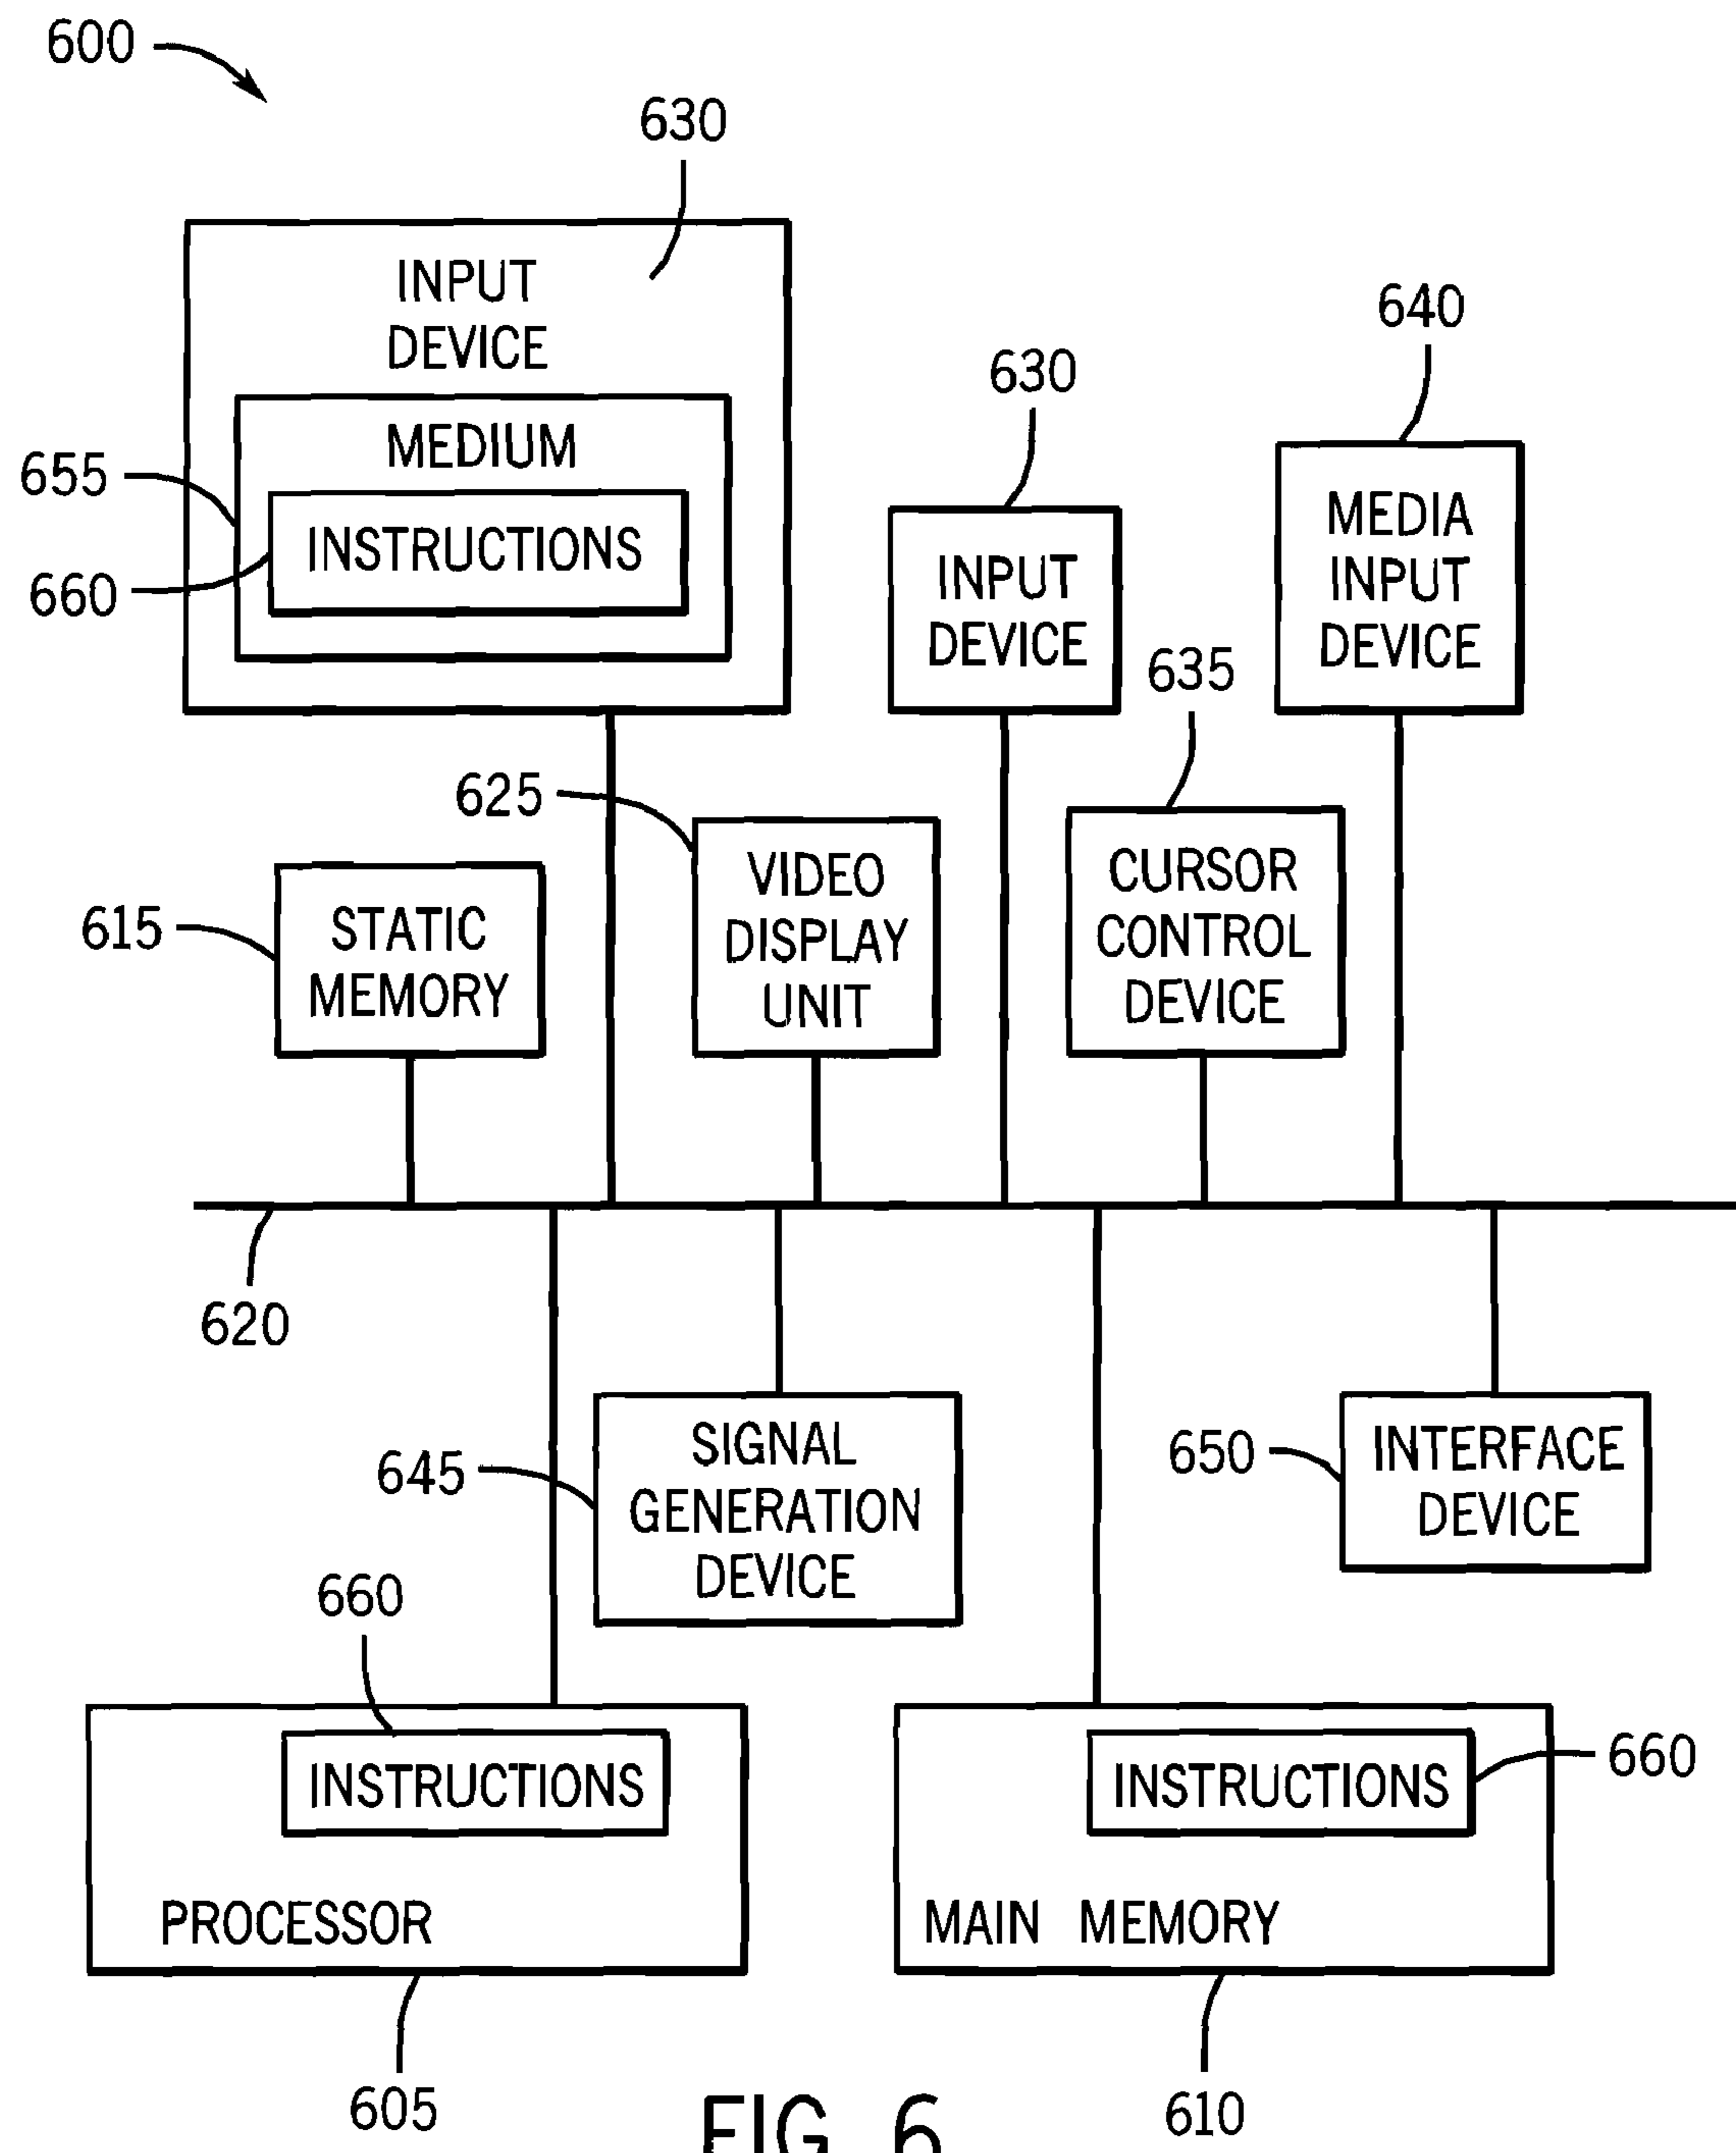 600
630
INPUT
DEVICE
640
630
MEDIUM
655
INSTRUCTIONS
660
MEDIA
INPUT
DEVICE
INPUT
DEVICE
635
625
VIDEO
DISPLAY
UNIT
CURSOR
CONTROL
DEVICE
615
STATIC
MEMORY
620
645
SIGNAL
GENERATION
DEVICE
650
INTERFACE
DEVICE
660
INSTRUCTIONS
PROCESSOR
INSTRUCTIONS
660
MAIN MEMORY
605
610
FIG. 6